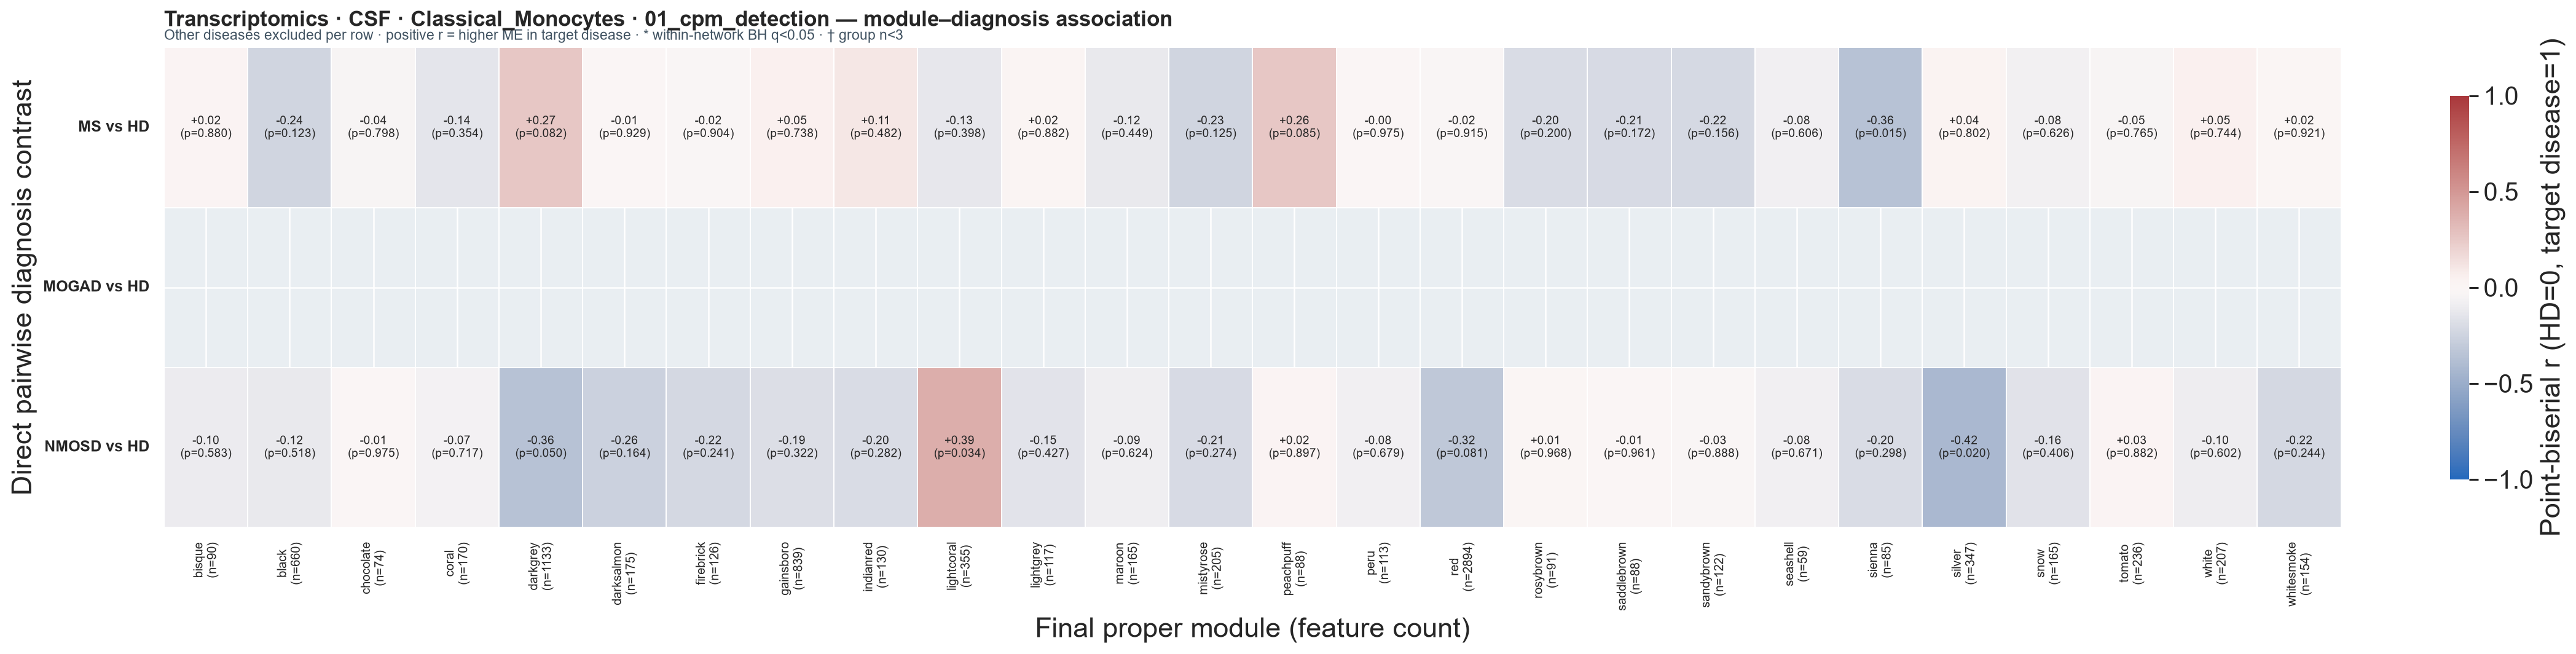 Transcriptomics · CSF · Classical_Monocytes · 01_cpm_detection — module–diagnosis association
Other diseases excluded per row · positive r = higher ME in target disease · * within-network BH q<0.05 · † group n<3
Direct pairwise diagnosis contrast
MS vs HD
+0.02 -0.24 -0.04 -0.14 +0.27 -0.01 -0.02 +0.05 +0.11 -0.13 +0.02 -0.12 -0.23 +0.26 -0.00 -0.02 -0.20 -0.21 -0.22 -0.08 -0.36 +0.04 -0.08 -0.05 +0.05 +0.02
(p=0.880) (p=0.123) (p=0.798) (p=0.354) (p=0.082) (p=0.929) (p=0.904) (p=0.738) (p=0.482) (p=0.398) (p=0.882) (p=0.449) (p=0.125) (p=0.085) (p=0.975) (p=0.915) (p=0.200) (p=0.172) (p=0.156) (p=0.606) (p=0.015) (p=0.802) (p=0.626) (p=0.765) (p=0.744) (p=0.921)
MOGAD vs HD
NMOSD vs HD
-0.10 -0.12 -0.01 -0.07 -0.36 -0.26 -0.22 -0.19 -0.20 +0.39 -0.15 -0.09 -0.21 +0.02 -0.08 -0.32 +0.01 -0.01 -0.03 -0.08 -0.20 -0.42 -0.16 +0.03 -0.10 -0.22
(p=0.583) (p=0.518) (p=0.975) (p=0.717) (p=0.050) (p=0.164) (p=0.241) (p=0.322) (p=0.282) (p=0.034) (p=0.427) (p=0.624) (p=0.274) (p=0.897) (p=0.679) (p=0.081) (p=0.968) (p=0.961) (p=0.888) (p=0.671) (p=0.298) (p=0.020) (p=0.406) (p=0.882) (p=0.602) (p=0.244)
bisque
(n=90)
black
(n=660)
chocolate
(n=74)
coral
(n=170)
darkgrey
(n=1133)
darksalmon
(n=175)
firebrick
(n=126)
gainsboro
(n=839)
indianred
(n=130)
lightcoral
(n=355)
lightgrey
(n=117)
maroon
(n=165)
mistyrose
(n=205)
peachpuff
(n=88)
peru
(n=113)
red
(n=2894)
rosybrown
(n=91)
saddlebrown
(n=88)
sandybrown
(n=122)
seashell
(n=59)
sienna
(n=85)
silver
(n=347)
snow
(n=165)
tomato
(n=236)
white
(n=207)
whitesmoke
(n=154)
Final proper module (feature count)
1.0
0.5
0.0
−0.5
−1.0
Point-biserial r (HD=0, target disease=1)